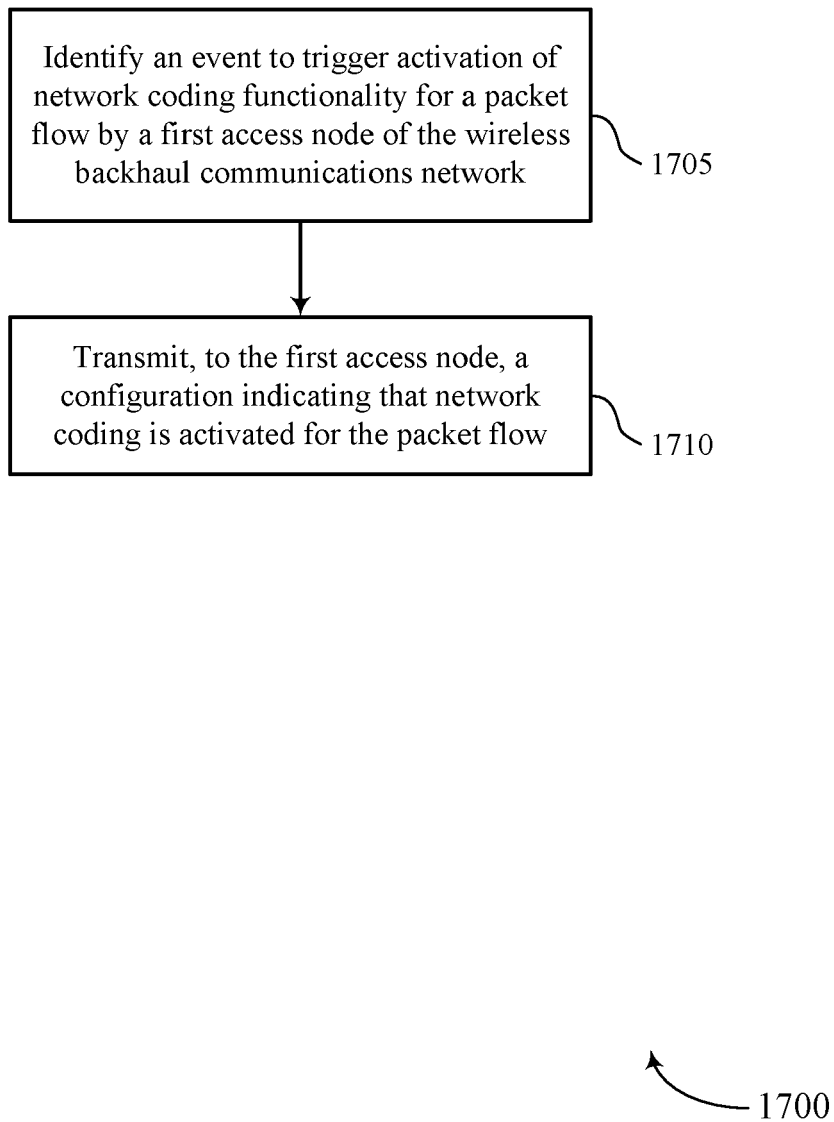 Identify an event to trigger activation of
network coding functionality for a packet
flow by a first access node of the wireless
backhaul communications network
1705
Transmit, to the first access node, a
configuration indicating that network
coding is activated for the packet flow
1710
1700